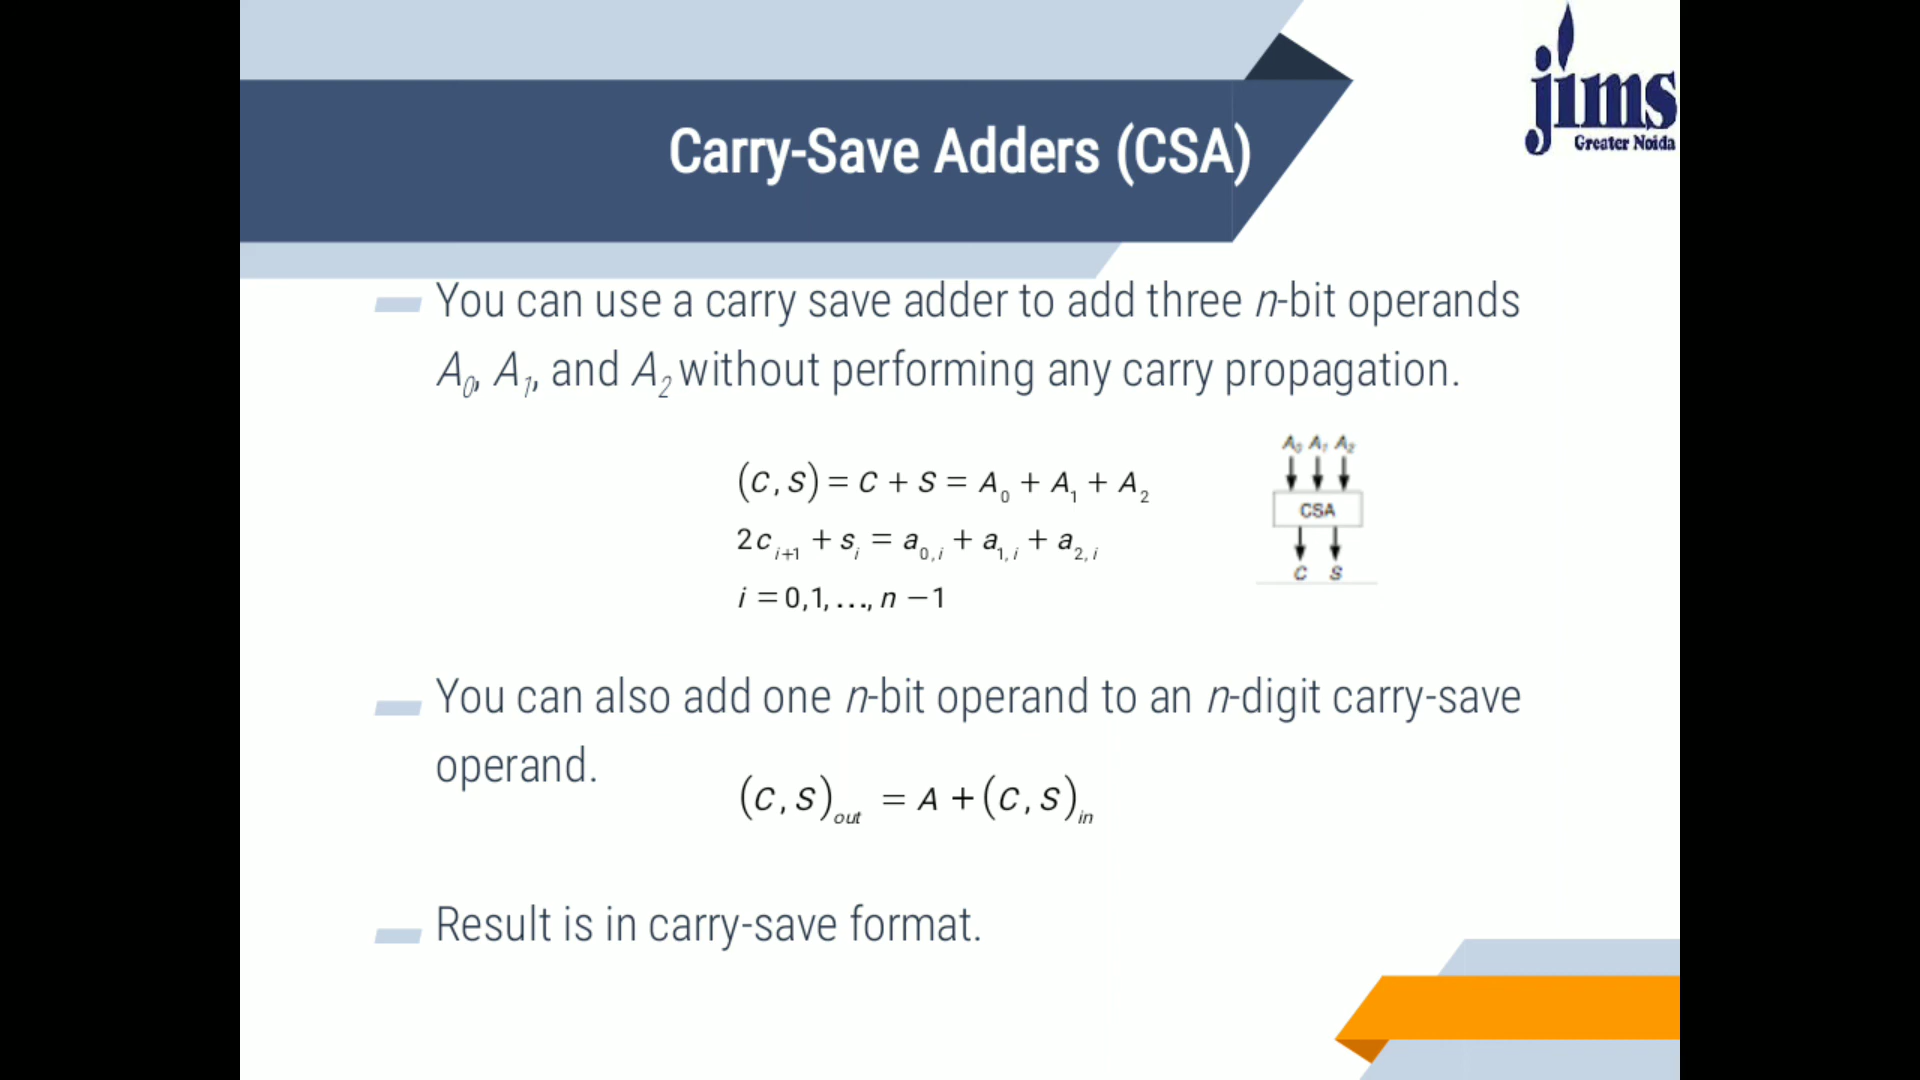 jims
Greater Noida
Carry-Save Adders (CSA)
You can use a carry save adder to add three n-bit operands
A₀, A₁, and A₂ without performing any carry propagation.
(C, S) = C + S = A₀ + A₁ + A₂
2cᵢ₊₁ + sᵢ = a₀,ᵢ + a₁,ᵢ + a₂,ᵢ
i = 0,1, ..., n −1
A₀ A₁ A₂
CSA
C S
You can also add one n-bit operand to an n-digit carry-save
operand.
(C, S)out = A + (C, S)in
Result is in carry-save format.